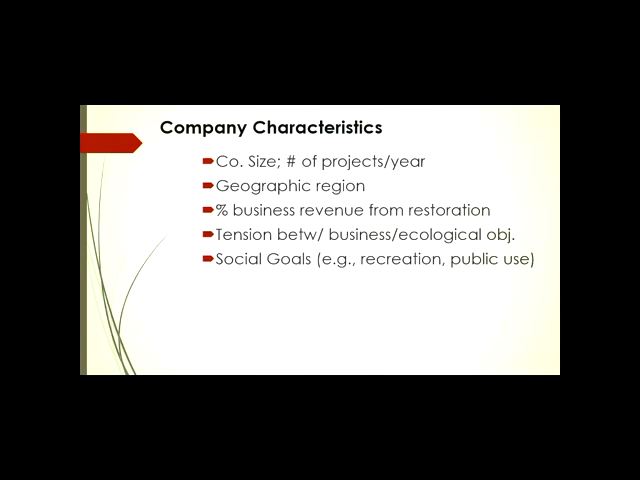 Company Characteristics
Co. Size; # of projects/year
Geographic region
% business revenue from restoration
Tension betw/ business/ecological obj.
Social Goals (e.g., recreation, public use)